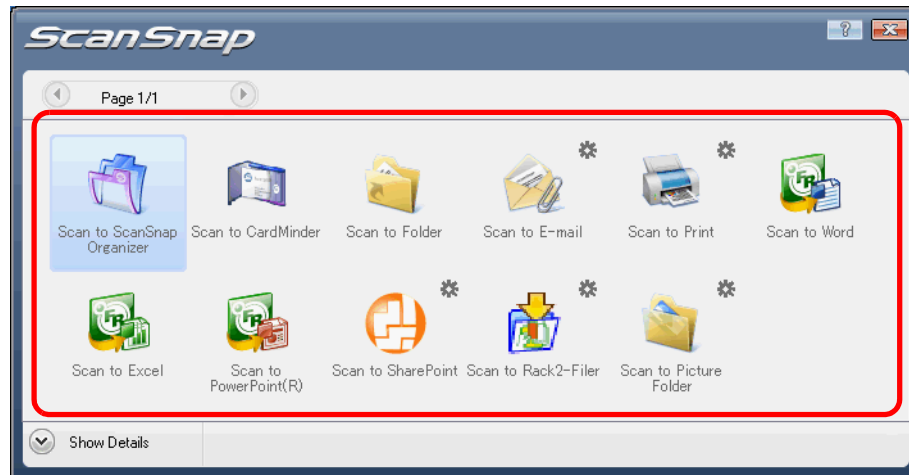 ScanSnap
?
Page 1/1
Scan to ScanSnap
Organizer
Scan to CardMinder
Scan to Folder
Scan to E-mail
Scan to Print
Scan to Word
Scan to Excel
Scan to
PowerPoint(R)
Scan to SharePoint
Scan to Rack2-Filer
Scan to Picture
Folder
Show Details